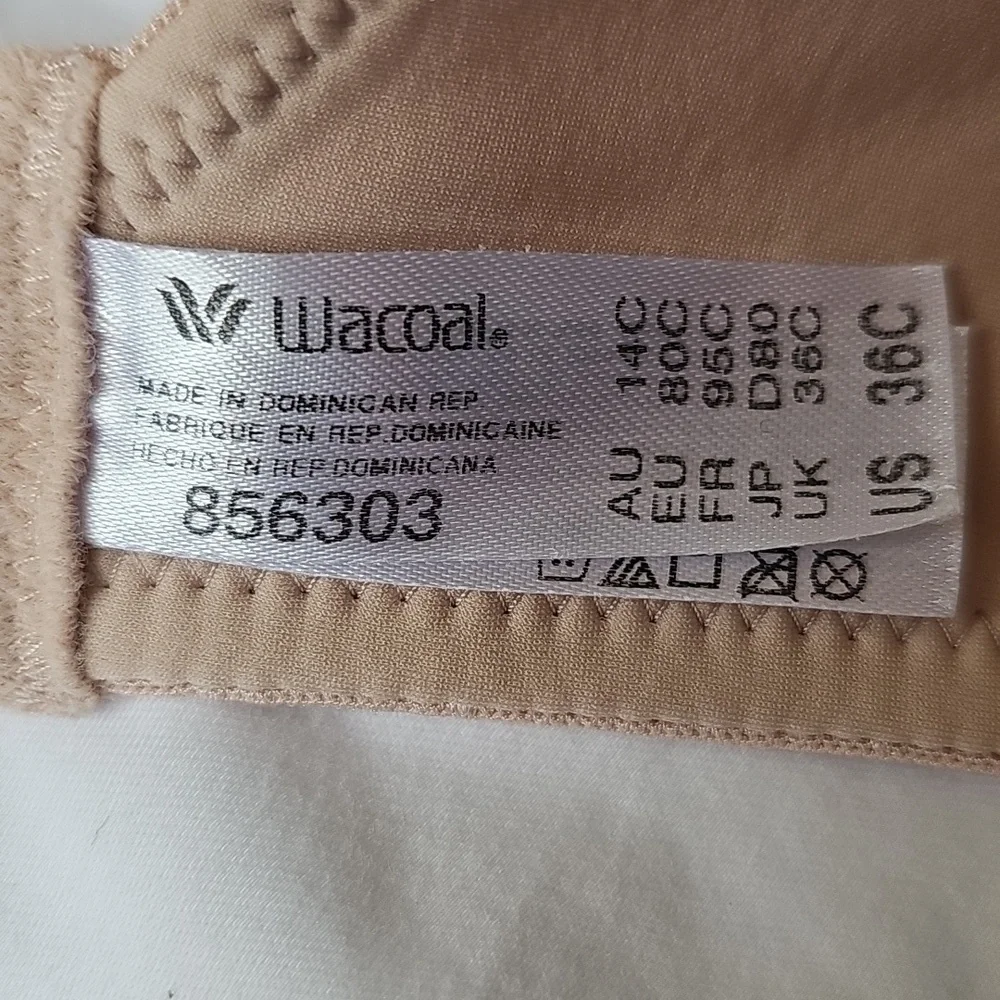 Wacoal®
MADE IN DOMINICAN REP
FABRIQUE EN REP.DOMINICAINE
HECHO EN REP.DOMINICANA
856303
AU 14C
EU 80C
FR 95C
JP D80
UK 36C
US 36C